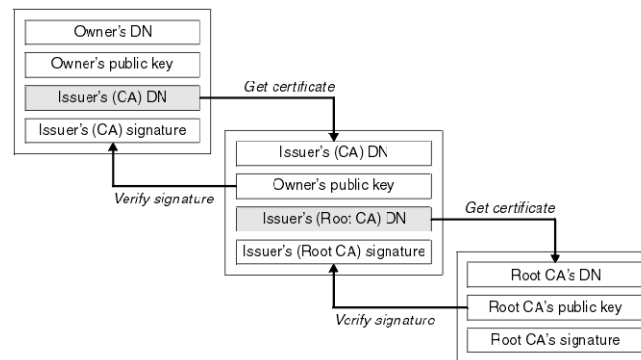 Owner's DN
Owner's public key
Issuer's (CA) DN
Get certificate
Issuer's (CA) signature
Issuer's (CA) DN
Owner's public key
Verify signature
Issuer's (Root CA) DN
Get certificate
Issuer's (Root CA) signature
Root CA's DN
Root CA's public key
Verify signature
Root CA's signature